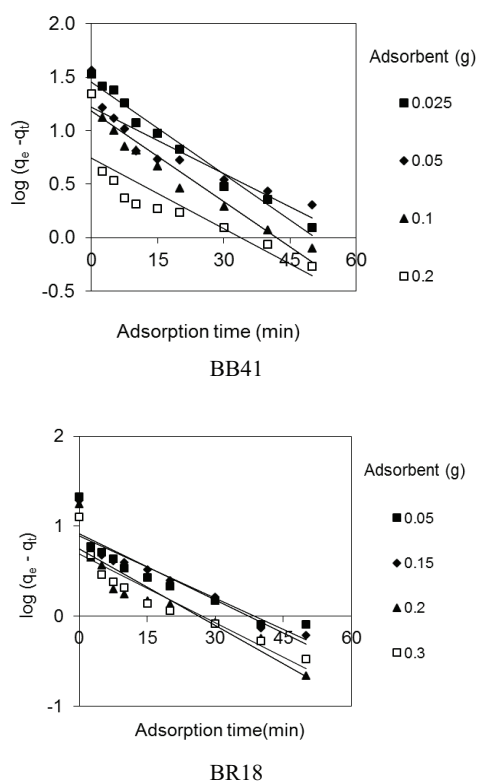 2.0
1.5
1.0
0.5
0.0
-0.5
0 15 30 45 60
log (qe -qt)
Adsorption time (min)
Adsorbent (g)
0.025
0.05
0.1
0.2
BB41
2
1
0
-1
0 15 30 45 60
log (qe - qt)
Adsorption time(min)
Adsorbent (g)
0.05
0.15
0.2
0.3
BR18